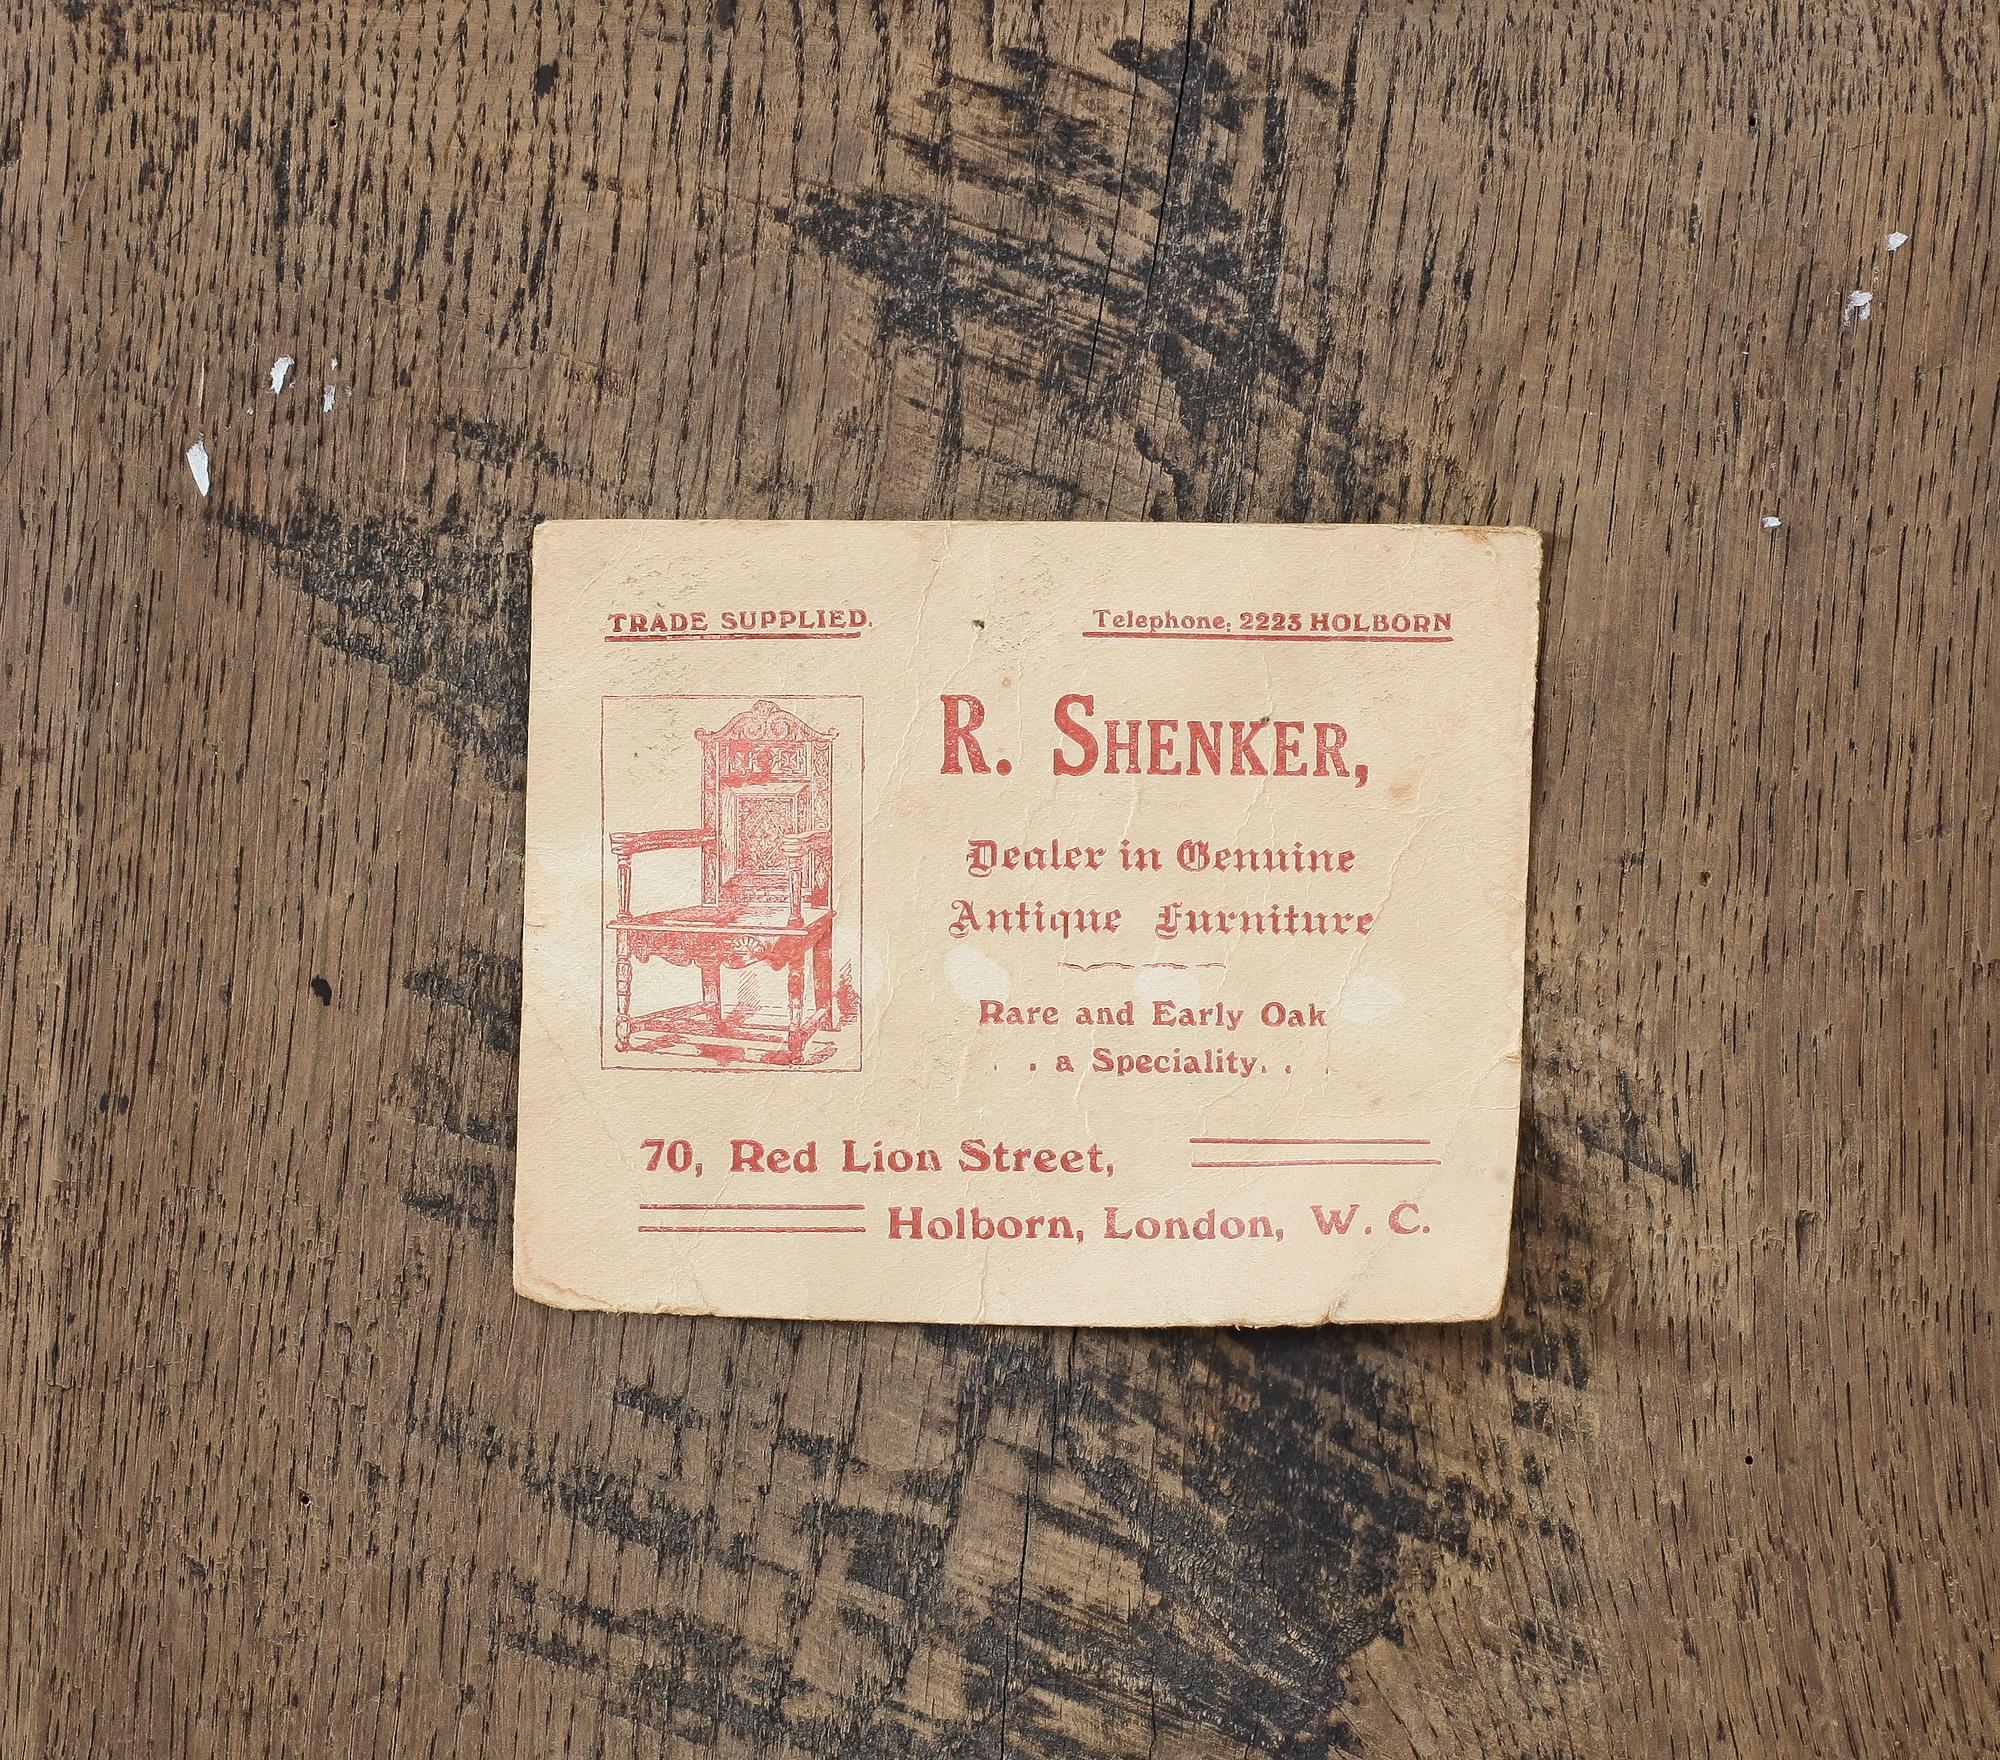 TRADE SUPPLIED.
Telephone: 2223 HOLBORN
R. SHENKER,
Dealer in Genuine
Antique Furniture
Rare and Early Oak
. . a Speciality. . .
70, Red Lion Street,
Holborn, London, W. C.